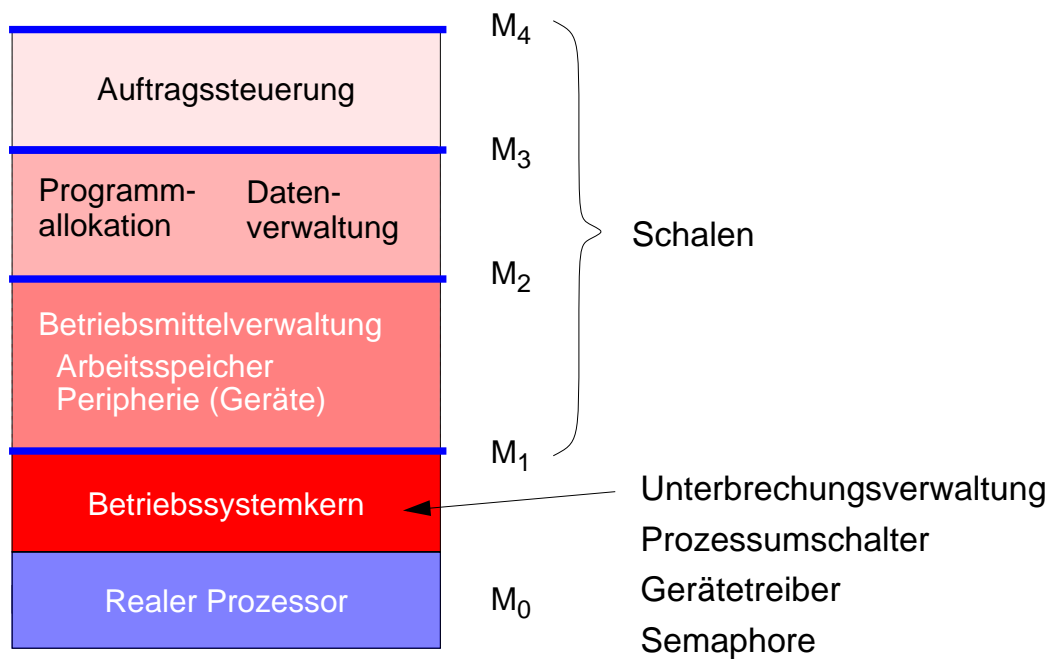 M4
Auftragssteuerung
M3
Programm- Daten-
allokation verwaltung
Schalen
M2
Betriebsmittelverwaltung
Arbeitsspeicher
Peripherie (Geräte)
M1
Betriebssystemkern
Unterbrechungsverwaltung
Prozessumschalter
Gerätetreiber
Semaphore
Realer Prozessor
M0